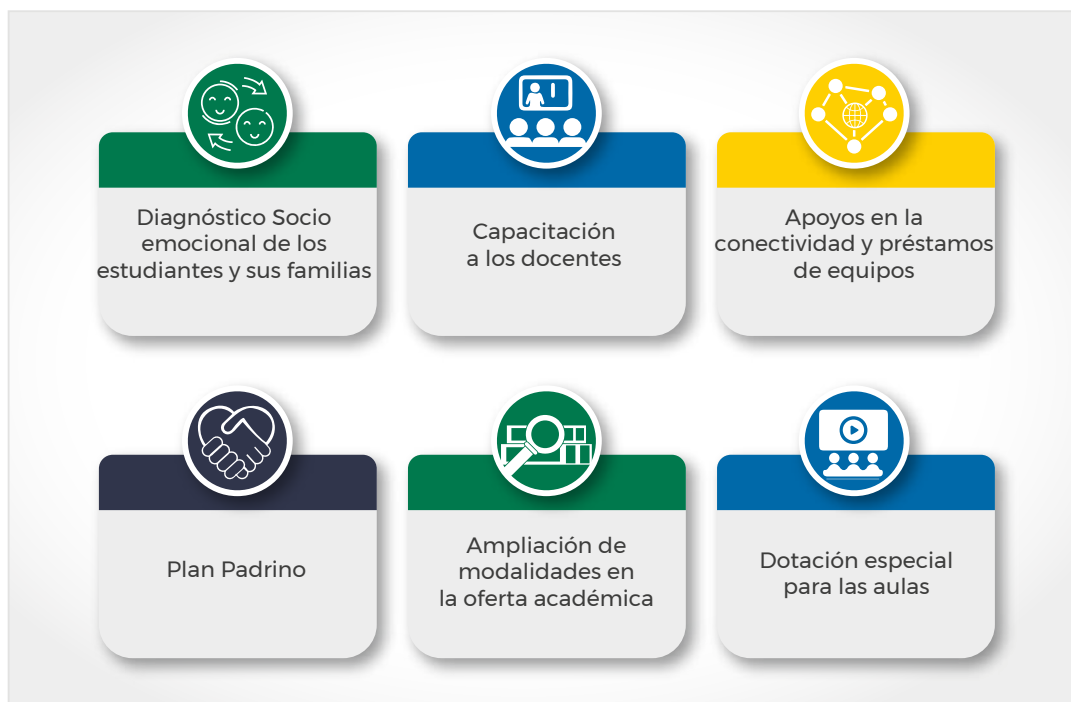 Diagnóstico Socio
emocional de los
estudiantes y sus familias
Capacitación
a los docentes
Apoyos en la
conectividad y préstamos
de equipos
Plan Padrino
Ampliación de
modalidades en
la oferta académica
Dotación especial
para las aulas